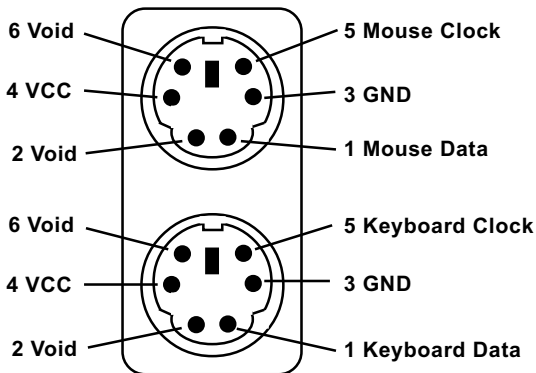 6 Void 5 Mouse Clock
4 VCC 3 GND
2 Void 1 Mouse Data
6 Void 5 Keyboard Clock
4 VCC 3 GND
2 Void 1 Keyboard Data